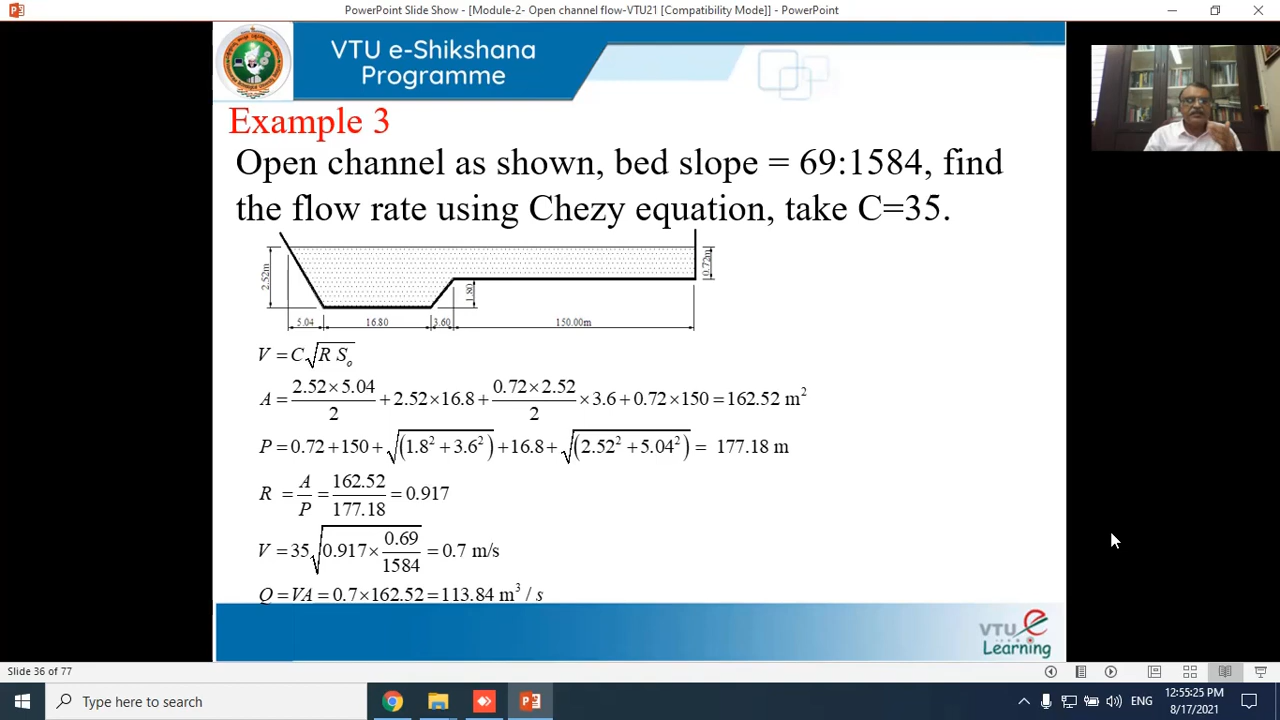 PowerPoint Slide Show - [Module-2- Open channel flow-VTU21 [Compatibility Mode]] - PowerPoint
VTU e-Shikshana
Programme
Example 3
Open channel as shown, bed slope = 69:1584, find
the flow rate using Chezy equation, take C=35.
2.52m
0.72m
1.80
5.04 16.80 3.60 150.00m
V = C√(R S₀)
A = (2.52×5.04)/2 + 2.52×16.8 + (0.72×2.52)/2 ×3.6 + 0.72×150 = 162.52 m²
P = 0.72 +150 + √(1.8² + 3.6²) +16.8 + √(2.52² + 5.04²) = 177.18 m
R = A/P = 162.52/177.18 = 0.917
V = 35√(0.917× 0.69/1584) = 0.7 m/s
Q = VA = 0.7×162.52 = 113.84 m³ / s
VTU e
Learning
Slide 36 of 77
Type here to search
ENG
12:55:25 PM
8/17/2021